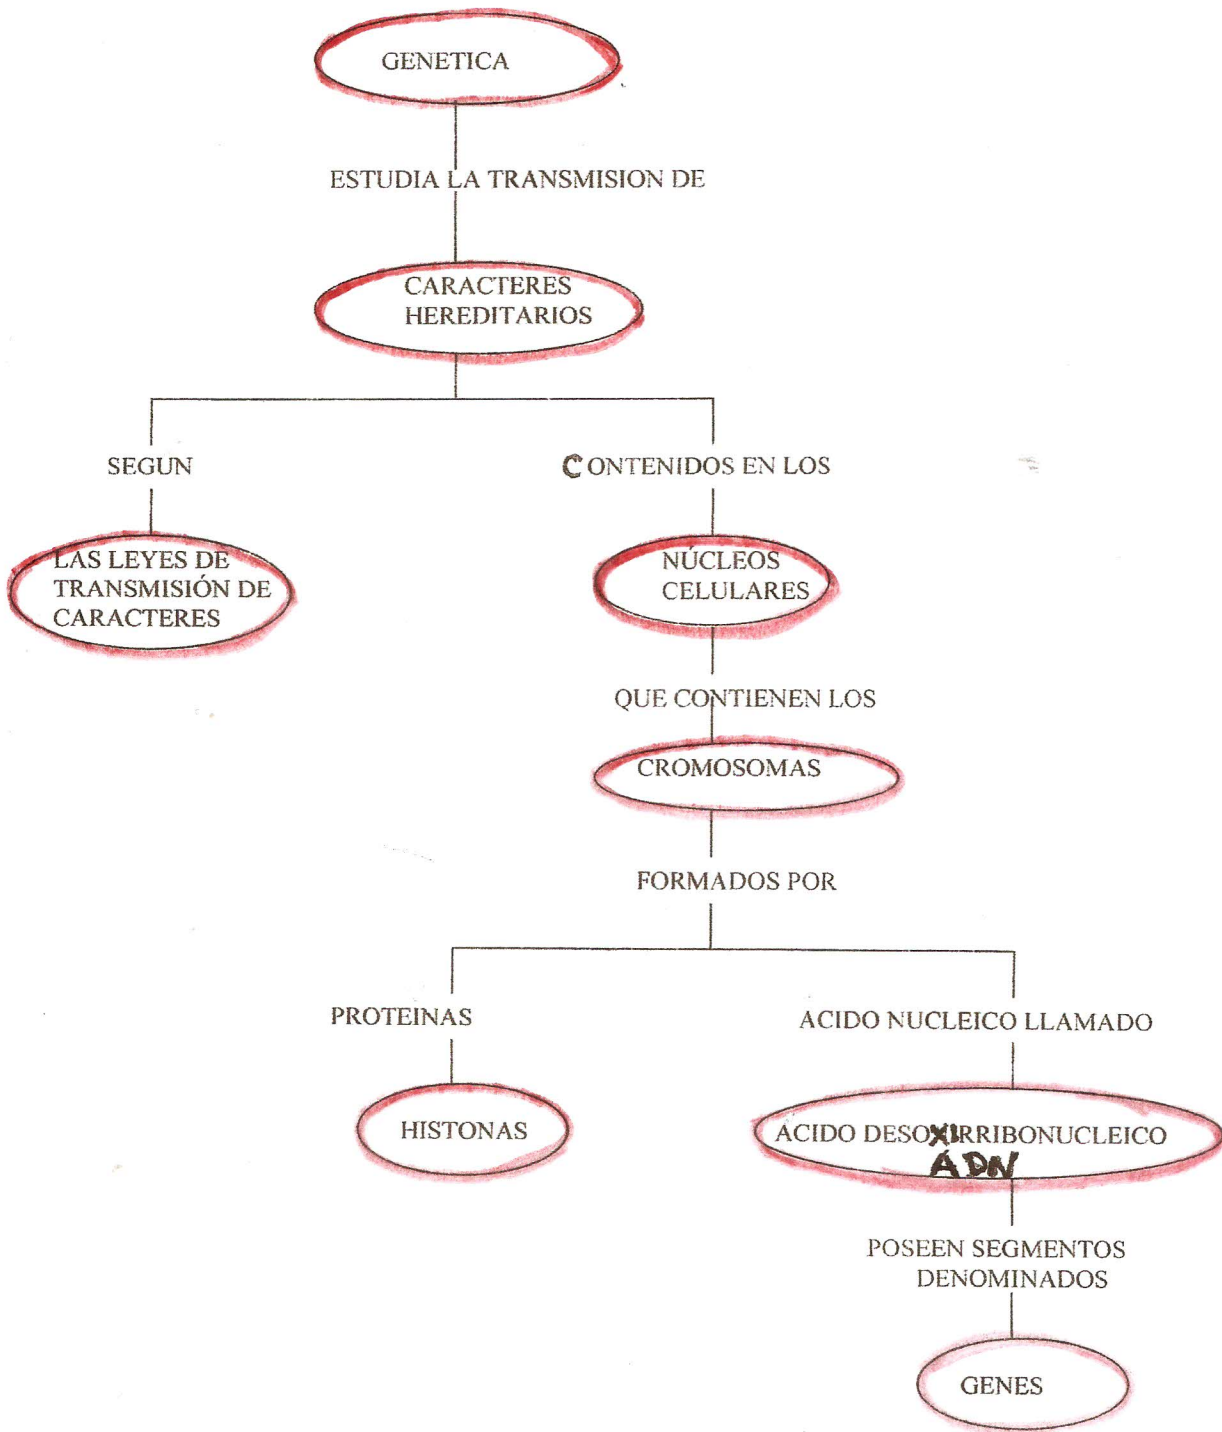 GENETICA
ESTUDIA LA TRANSMISION DE
CARACTERES
HEREDITARIOS
SEGUN
CONTENIDOS EN LOS
LAS LEYES DE
TRANSMISIÓN DE
CARACTERES
NÚCLEOS
CELULARES
QUE CONTIENEN LOS
CROMOSOMAS
FORMADOS POR
PROTEINAS
ACIDO NUCLEICO LLAMADO
HISTONAS
ÁCIDO DESOXIRRIBONUCLEICO
ADN
POSEEN SEGMENTOS
DENOMINADOS
GENES